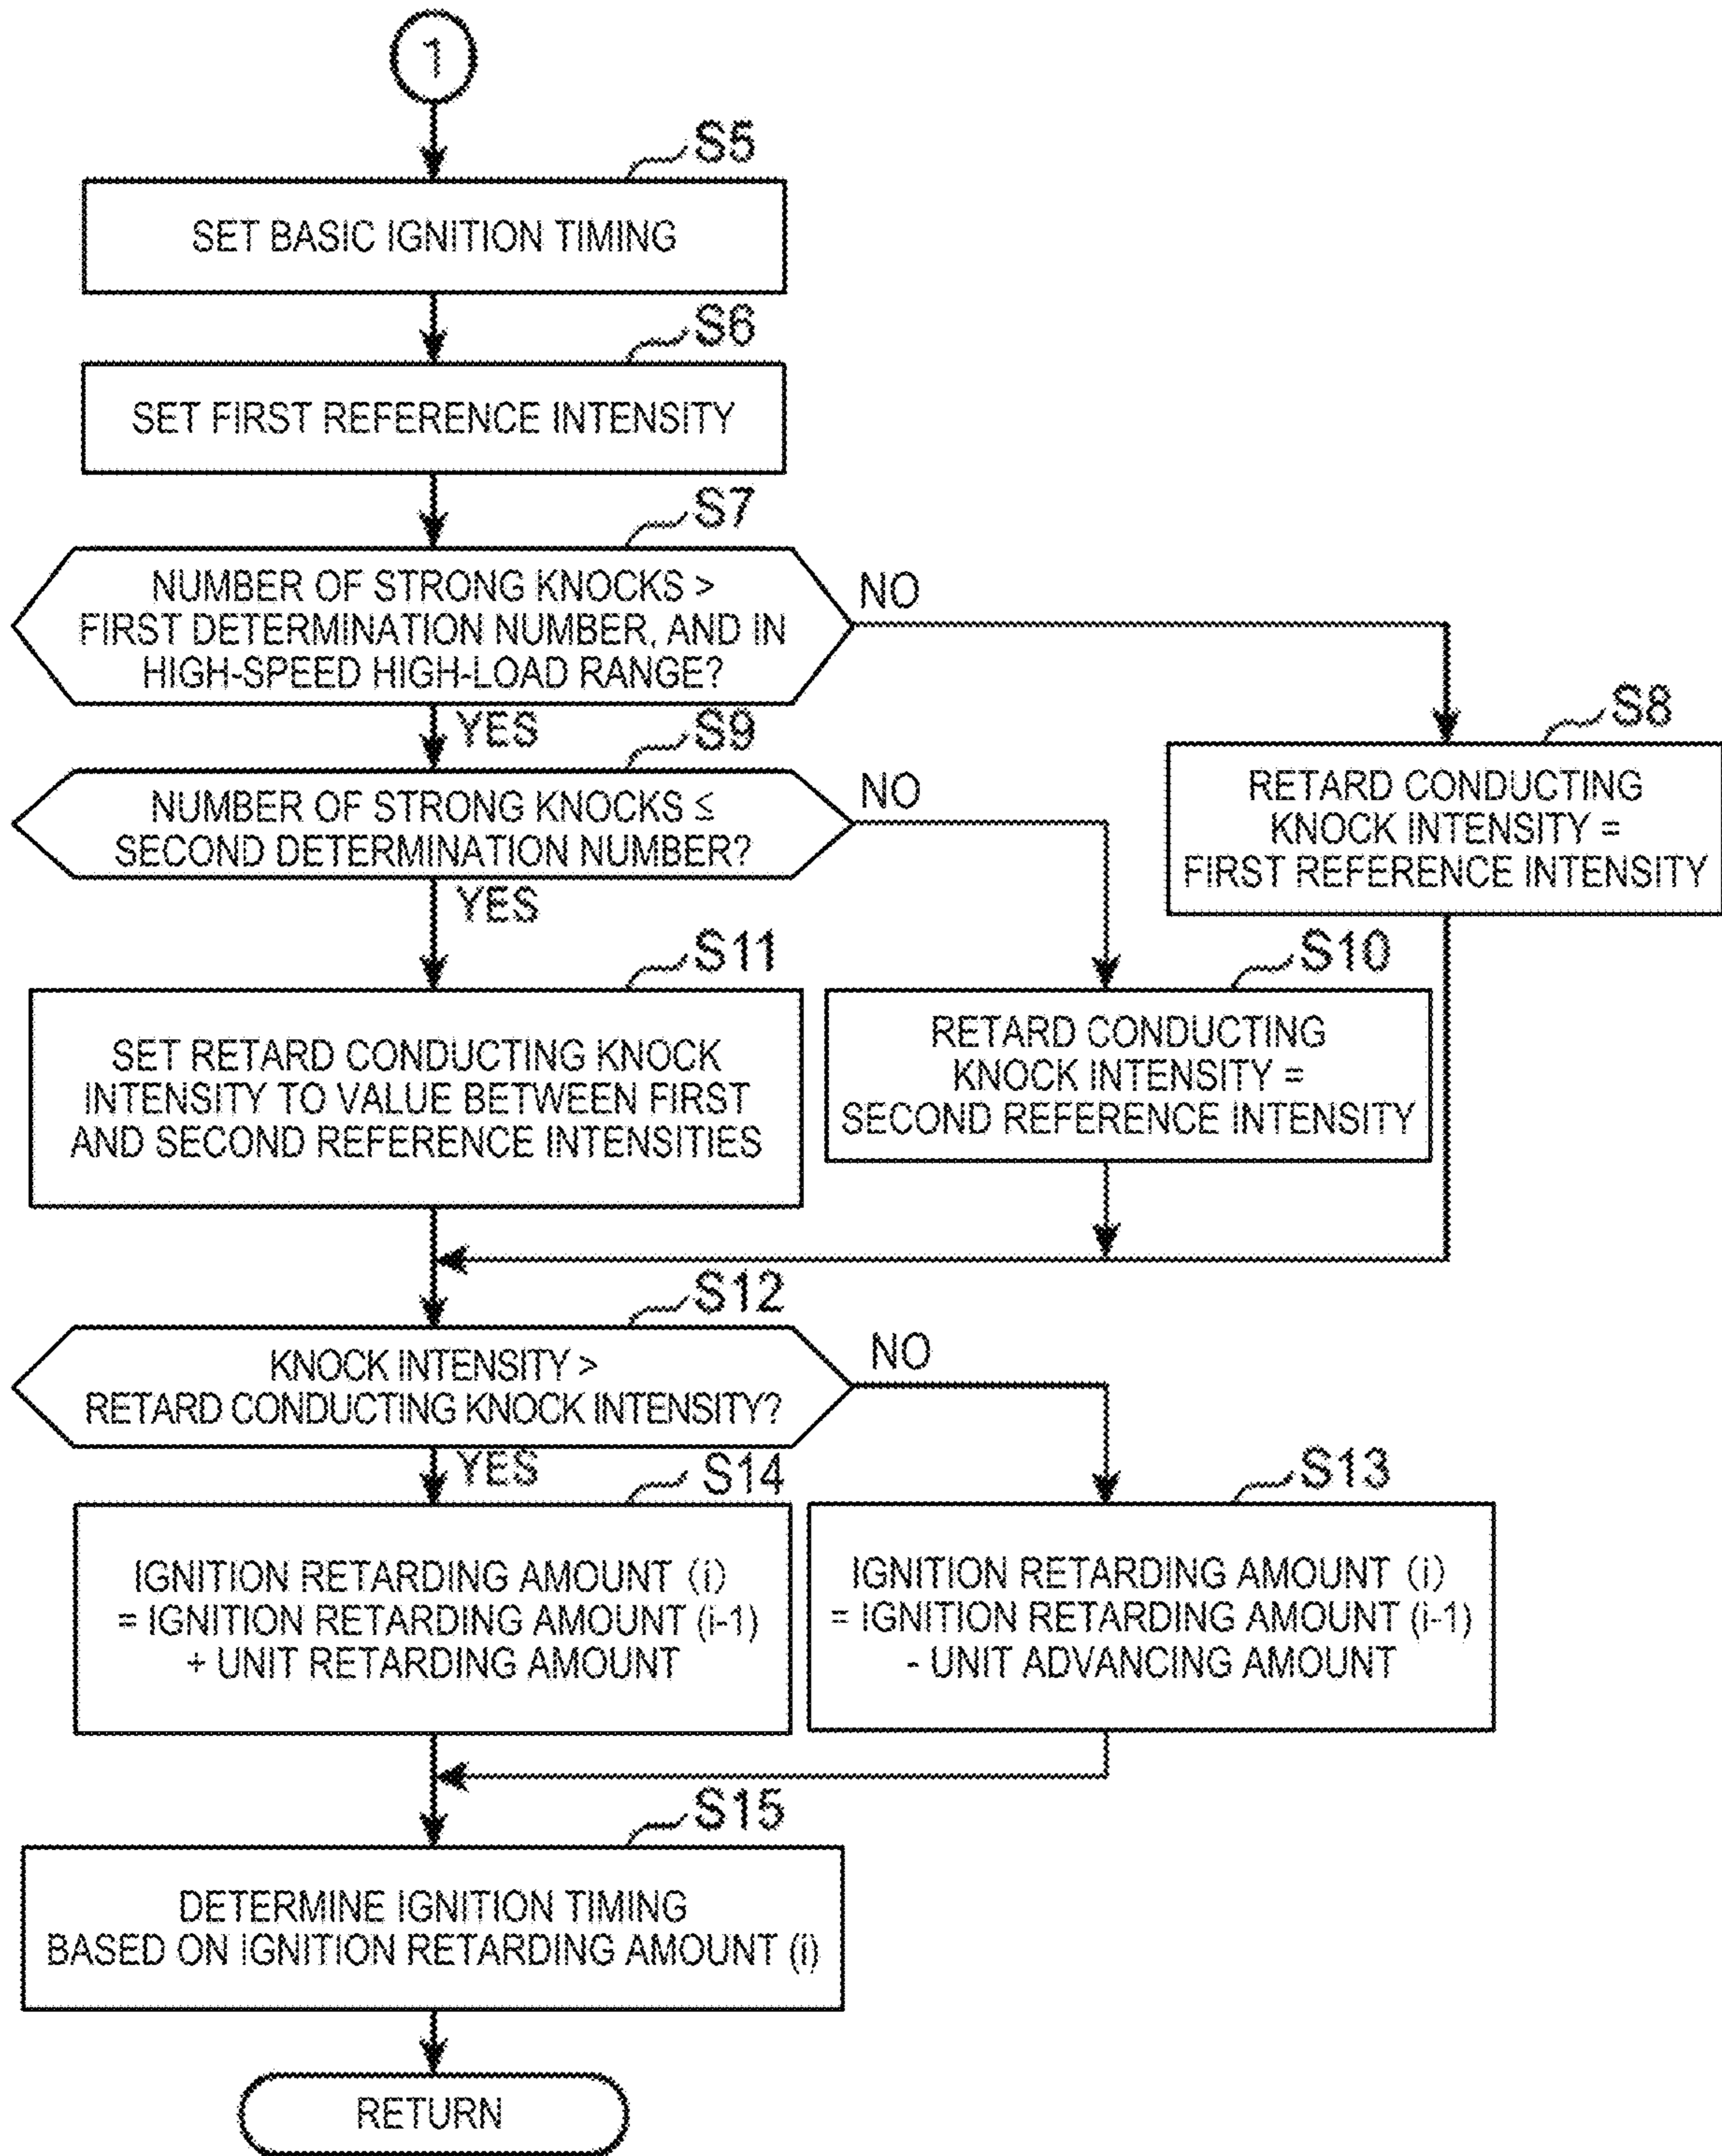 1
S5
SET BASIC IGNITION TIMING
S6
SET FIRST REFERENCE INTENSITY
S7
NUMBER OF STRONG KNOCKS >
FIRST DETERMINATION NUMBER, AND IN
HIGH-SPEED HIGH-LOAD RANGE?
NO
YES
S8
RETARD CONDUCTING
KNOCK INTENSITY =
FIRST REFERENCE INTENSITY
S9
NUMBER OF STRONG KNOCKS ≤
SECOND DETERMINATION NUMBER?
NO
YES
S11
SET RETARD CONDUCTING KNOCK
INTENSITY TO VALUE BETWEEN FIRST
AND SECOND REFERENCE INTENSITIES
S10
RETARD CONDUCTING
KNOCK INTENSITY =
SECOND REFERENCE INTENSITY
S12
KNOCK INTENSITY >
RETARD CONDUCTING KNOCK INTENSITY?
NO
YES
S14
IGNITION RETARDING AMOUNT (i)
= IGNITION RETARDING AMOUNT (i-1)
+ UNIT RETARDING AMOUNT
S13
IGNITION RETARDING AMOUNT (i)
= IGNITION RETARDING AMOUNT (i-1)
- UNIT ADVANCING AMOUNT
S15
DETERMINE IGNITION TIMING
BASED ON IGNITION RETARDING AMOUNT (i)
RETURN